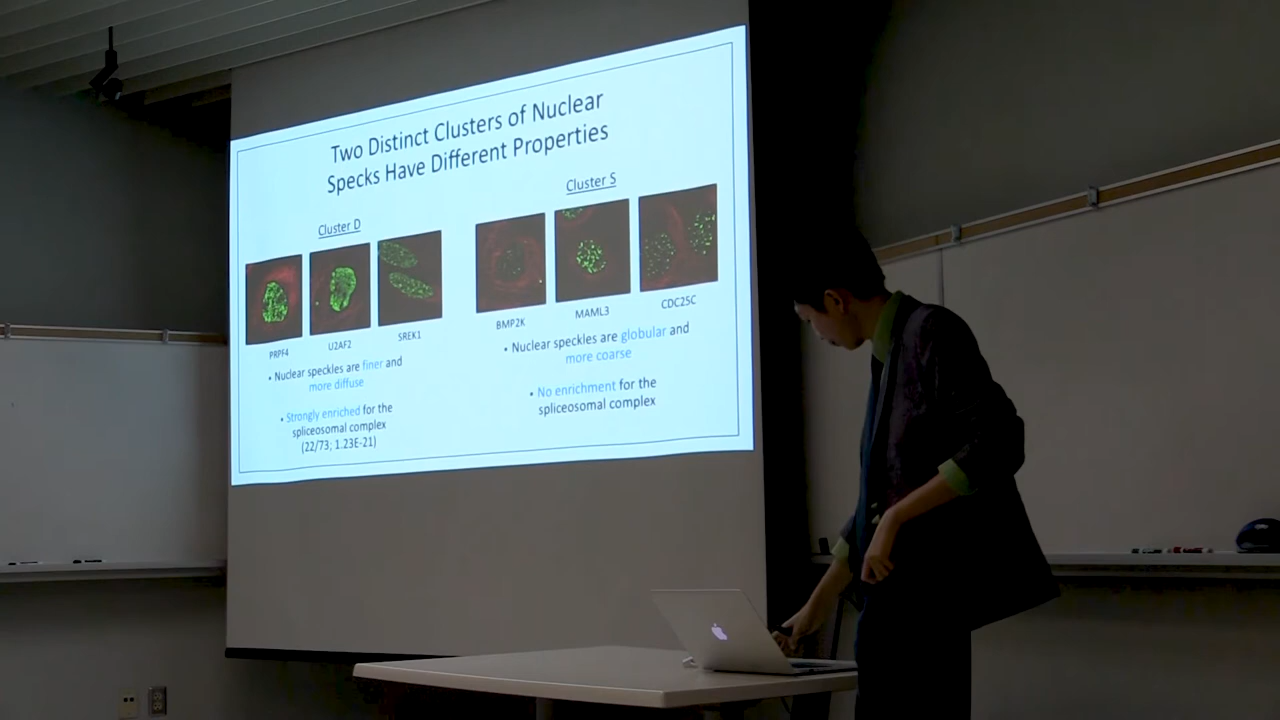 Two Distinct Clusters of Nuclear
Specks Have Different Properties
Cluster D
PRPF4
U2AF2
SREK1
• Nuclear speckles are finer and
more diffuse
• Strongly enriched for the
spliceosomal complex
(22/73; 1.23E-21)
Cluster S
BMP2K
MAML3
CDC25C
• Nuclear speckles are globular and
more coarse
• No enrichment for the
spliceosomal complex